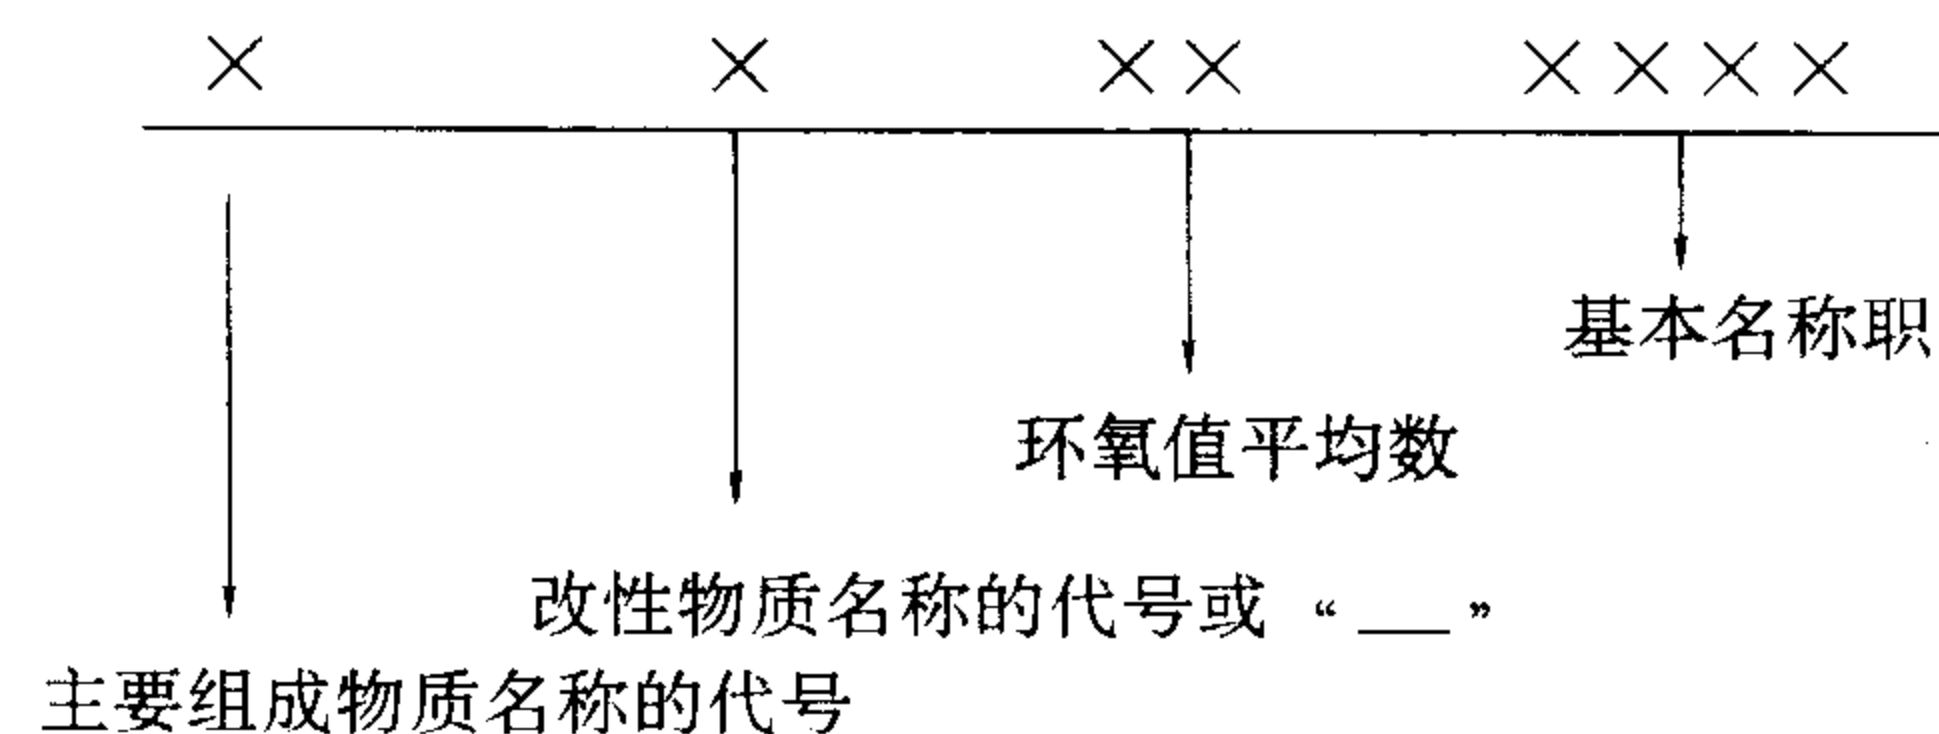 × × ×× ××××
基本名称职
环氧值平均数
改性物质名称的代号或“__”
主要组成物质名称的代号